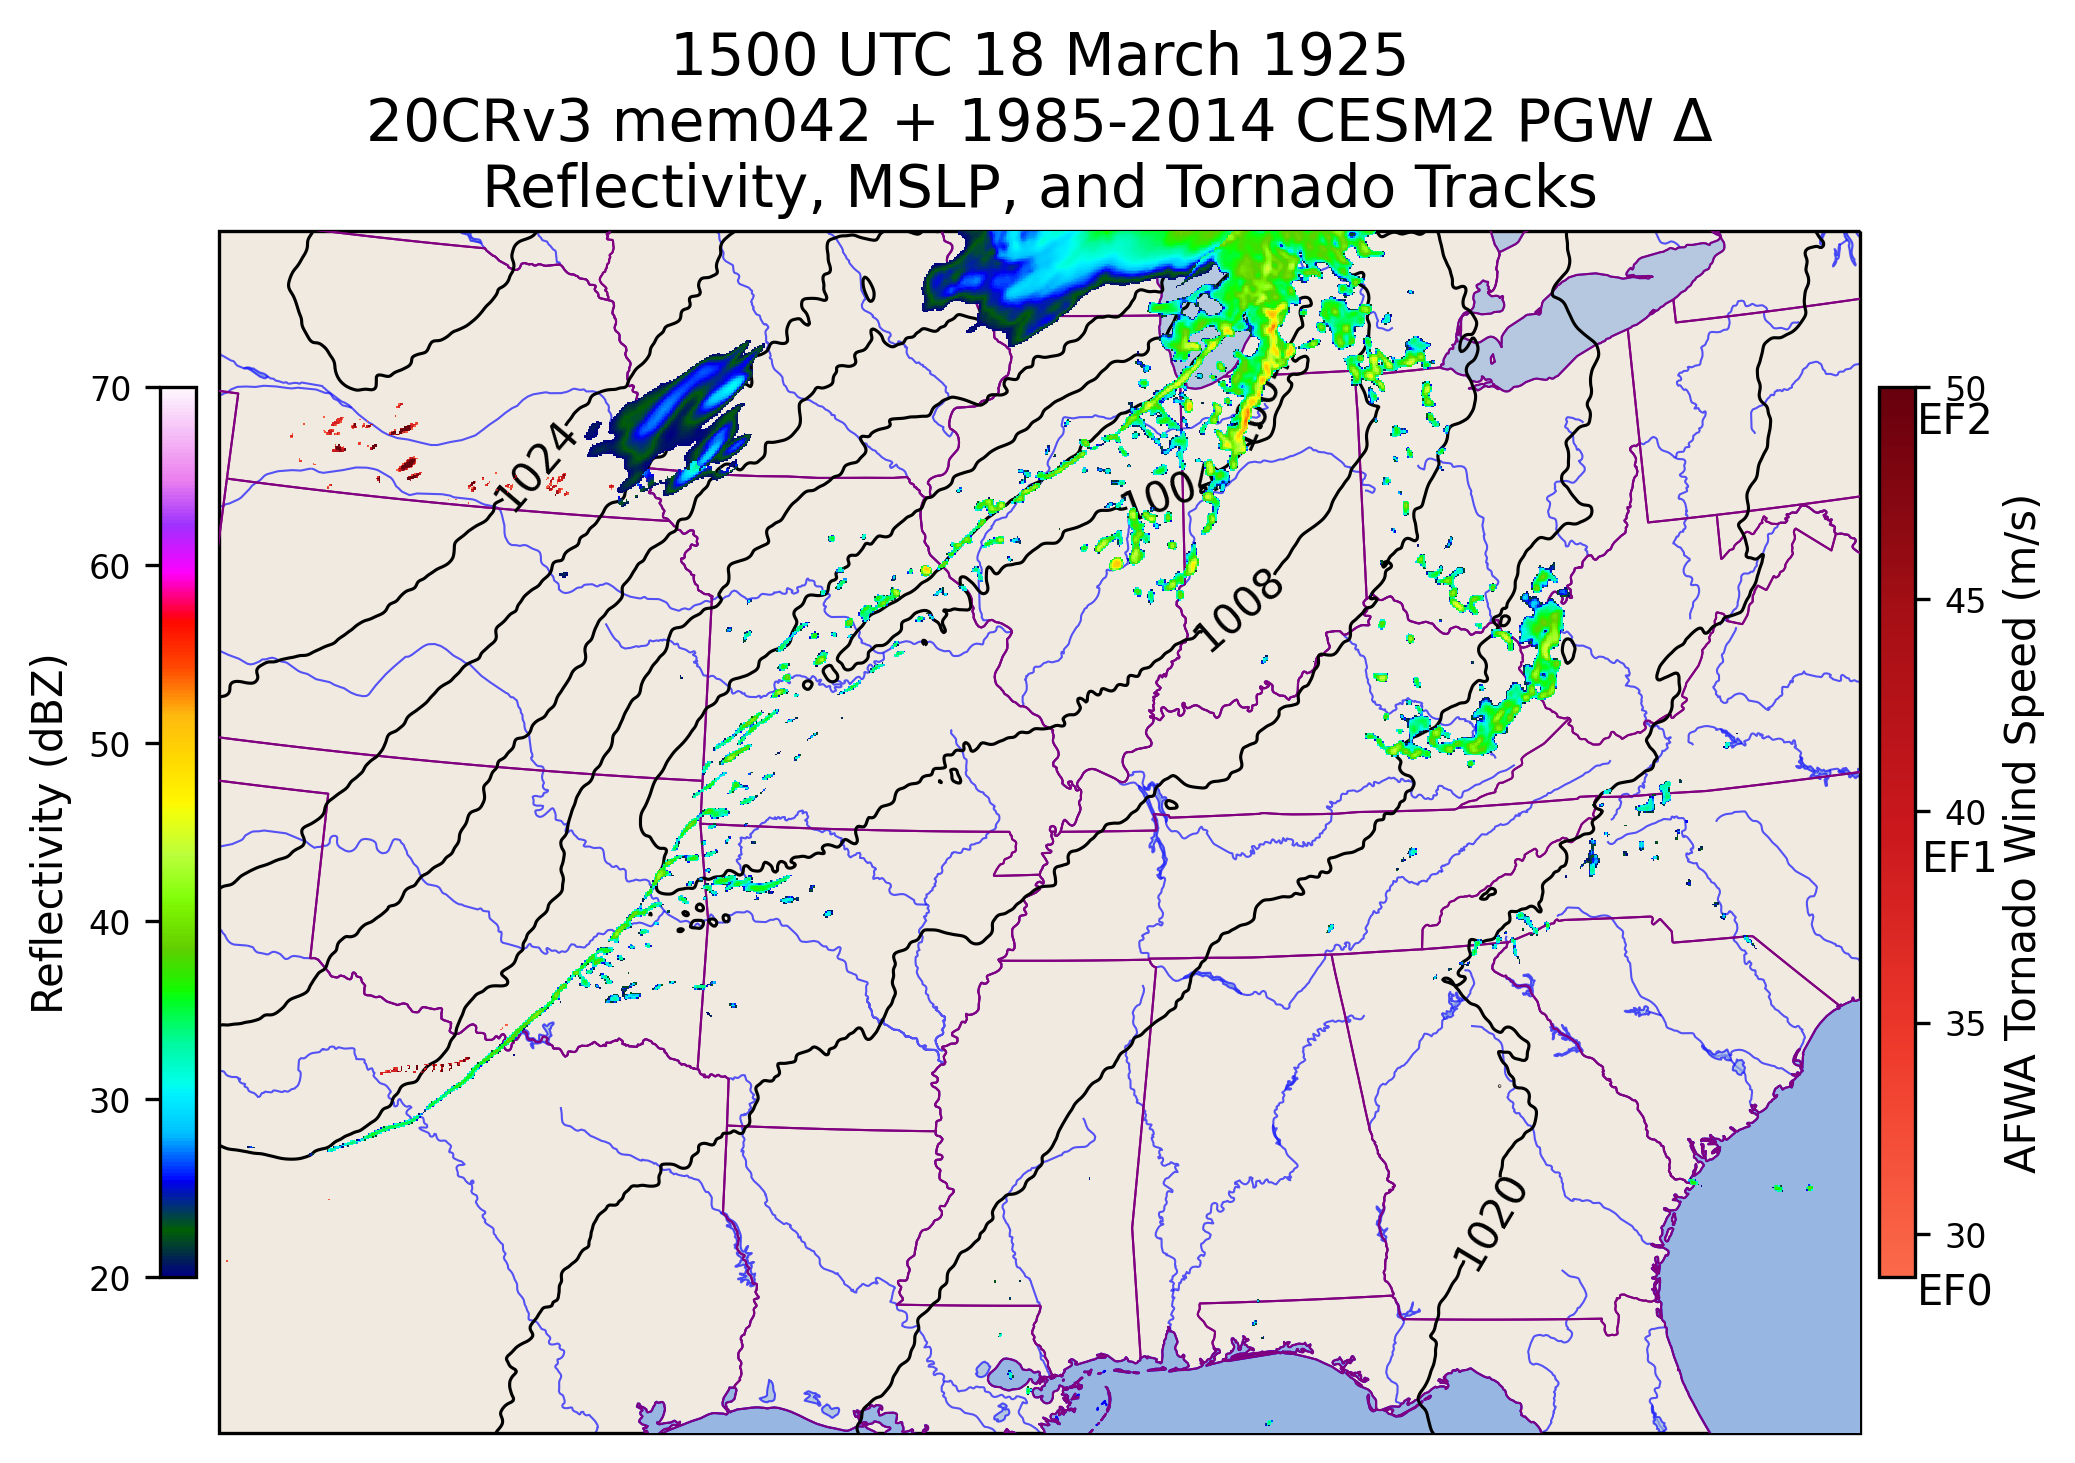 1500 UTC 18 March 1925
20CRv3 mem042 + 1985-2014 CESM2 PGW Δ
Reflectivity, MSLP, and Tornado Tracks
Reflectivity (dBZ)
70
60
50
40
30
20
1024
1004
1008
1020
50
EF2
45
40
EF1
35
30
EF0
AFWA Tornado Wind Speed (m/s)